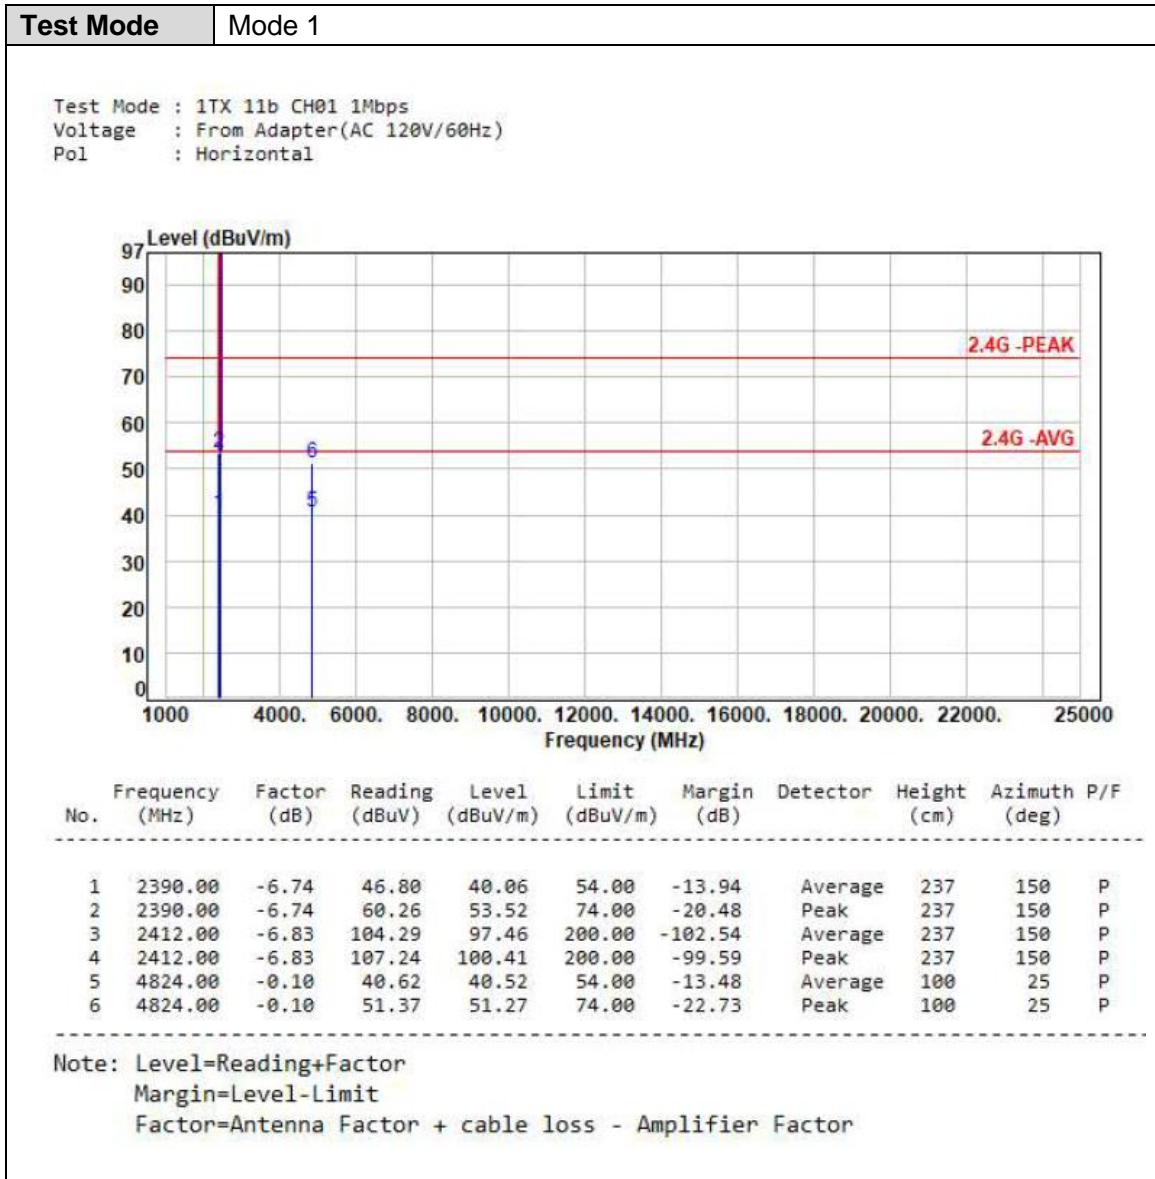 Test Mode Mode 1
Test Mode : 1TX 11b CH01 1Mbps
Voltage : From Adapter(AC 120V/60Hz)
Pol : Horizontal
97 Level (dBuV/m)
90
80
2.4G -PEAK
70
60
2
2.4G -AVG
6
50
1 5
40
30
20
10
0
1000 4000. 6000. 8000. 10000. 12000. 14000. 16000. 18000. 20000. 22000. 25000
Frequency (MHz)
Frequency Factor Reading Level Limit Margin Detector Height Azimuth P/F
No. (MHz) (dB) (dBuV) (dBuV/m) (dBuV/m) (dB) (cm) (deg)
1 2390.00 -6.74 46.80 40.06 54.00 -13.94 Average 237 150 P
2 2390.00 -6.74 60.26 53.52 74.00 -20.48 Peak 237 150 P
3 2412.00 -6.83 104.29 97.46 200.00 -102.54 Average 237 150 P
4 2412.00 -6.83 107.24 100.41 200.00 -99.59 Peak 237 150 P
5 4824.00 -0.10 40.62 40.52 54.00 -13.48 Average 100 25 P
6 4824.00 -0.10 51.37 51.27 74.00 -22.73 Peak 100 25 P
Note: Level=Reading+Factor
Margin=Level-Limit
Factor=Antenna Factor + cable loss - Amplifier Factor